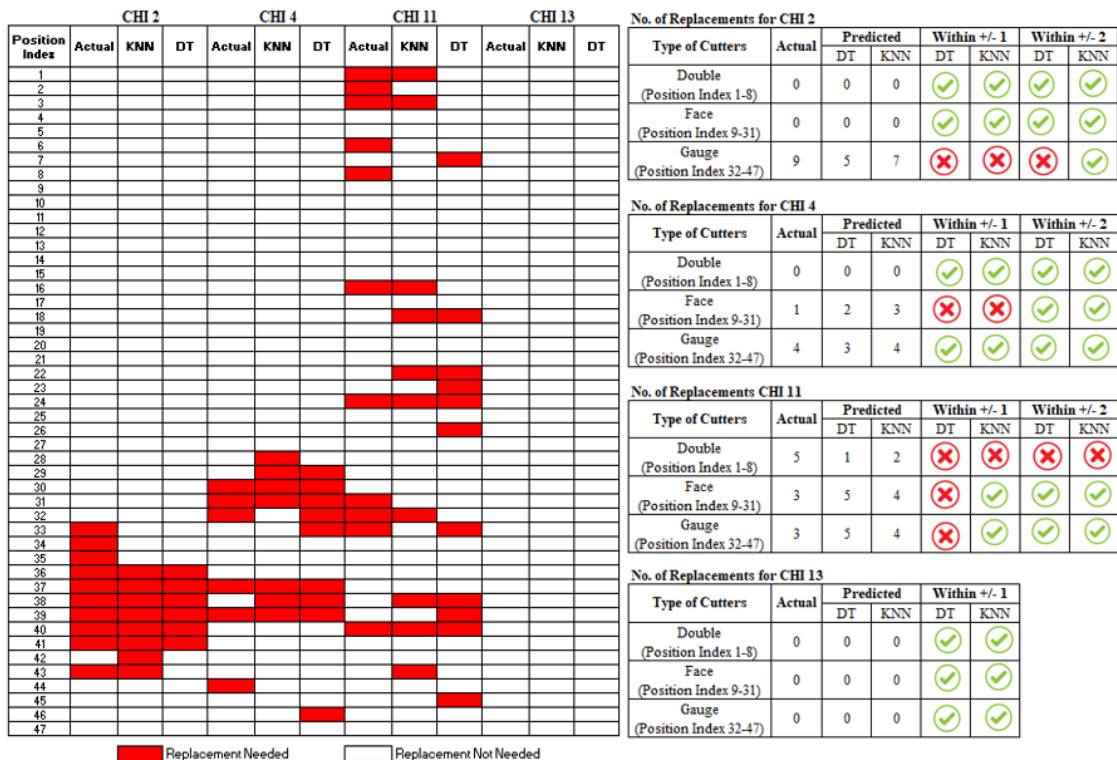 CHI 2 CHI 4 CHI 11 CHI 13
Position Index Actual KNN DT Actual KNN DT Actual KNN DT Actual KNN DT
1
2
3
4
5
6
7
8
9
10
11
12
13
14
15
16
17
18
19
20
21
22
23
24
25
26
27
28
29
30
31
32
33
34
35
36
37
38
39
40
41
42
43
44
45
46
47
Replacement Needed Replacement Not Needed
No. of Replacements for CHI 2
Type of Cutters Actual Predicted Within +/- 1 Within +/- 2
DT KNN DT KNN DT KNN
Double
(Position Index 1-8) 0 0 0
Face
(Position Index 9-31) 0 0 0
Gauge
(Position Index 32-47) 9 5 7
No. of Replacements for CHI 4
Type of Cutters Actual Predicted Within +/- 1 Within +/- 2
DT KNN DT KNN DT KNN
Double
(Position Index 1-8) 0 0 0
Face
(Position Index 9-31) 1 2 3
Gauge
(Position Index 32-47) 4 3 4
No. of Replacements CHI 11
Type of Cutters Actual Predicted Within +/- 1 Within +/- 2
DT KNN DT KNN DT KNN
Double
(Position Index 1-8) 5 1 2
Face
(Position Index 9-31) 3 5 4
Gauge
(Position Index 32-47) 3 5 4
No. of Replacements for CHI 13
Type of Cutters Actual Predicted Within +/- 1
DT KNN DT KNN
Double
(Position Index 1-8) 0 0 0
Face
(Position Index 9-31) 0 0 0
Gauge
(Position Index 32-47) 0 0 0